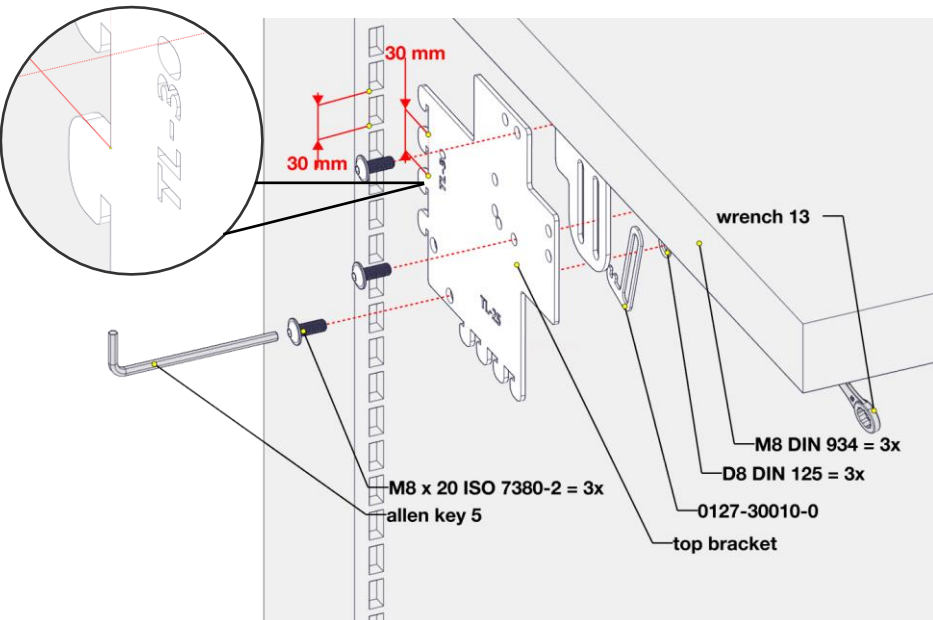 30 mm
30 mm
TL-30
TL-30
TL-25
wrench 13
M8 DIN 934 = 3x
D8 DIN 125 = 3x
M8 x 20 ISO 7380-2 = 3x
0127-30010-0
allen key 5
top bracket